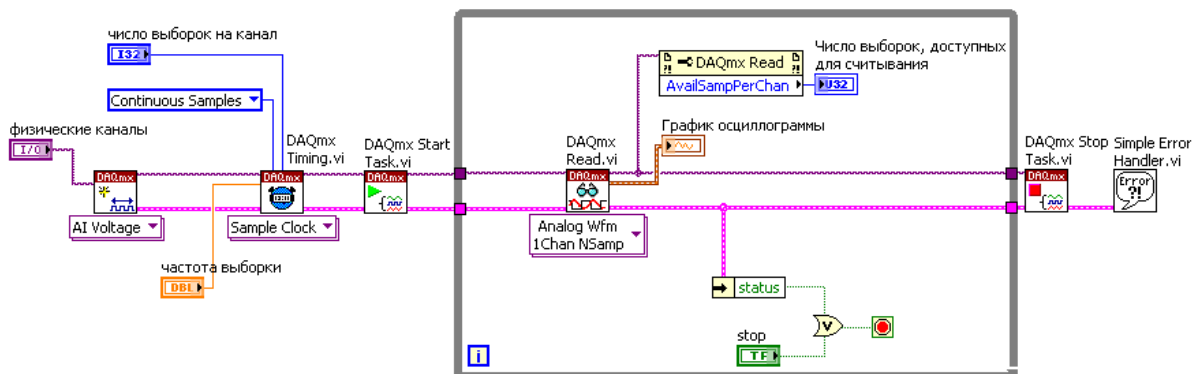 число выборок на канал
I32
Continuous Samples
физические каналы
I/O
DAQmx
AI Voltage
DAQmx
Timing.vi
DAQmx
Sample Clock
частота выборки
DBL
DAQmx Start
Task.vi
DAQmx
DAQmx
Read.vi
DAQmx
Analog Wfm
1Chan NSamp
DAQmx Read
AvailSampPerChan
Число выборок, доступных
для считывания
U32
График осциллограммы
status
stop
TF
V
i
DAQmx Stop
Task.vi
DAQmx
Simple Error
Handler.vi
Error
?!